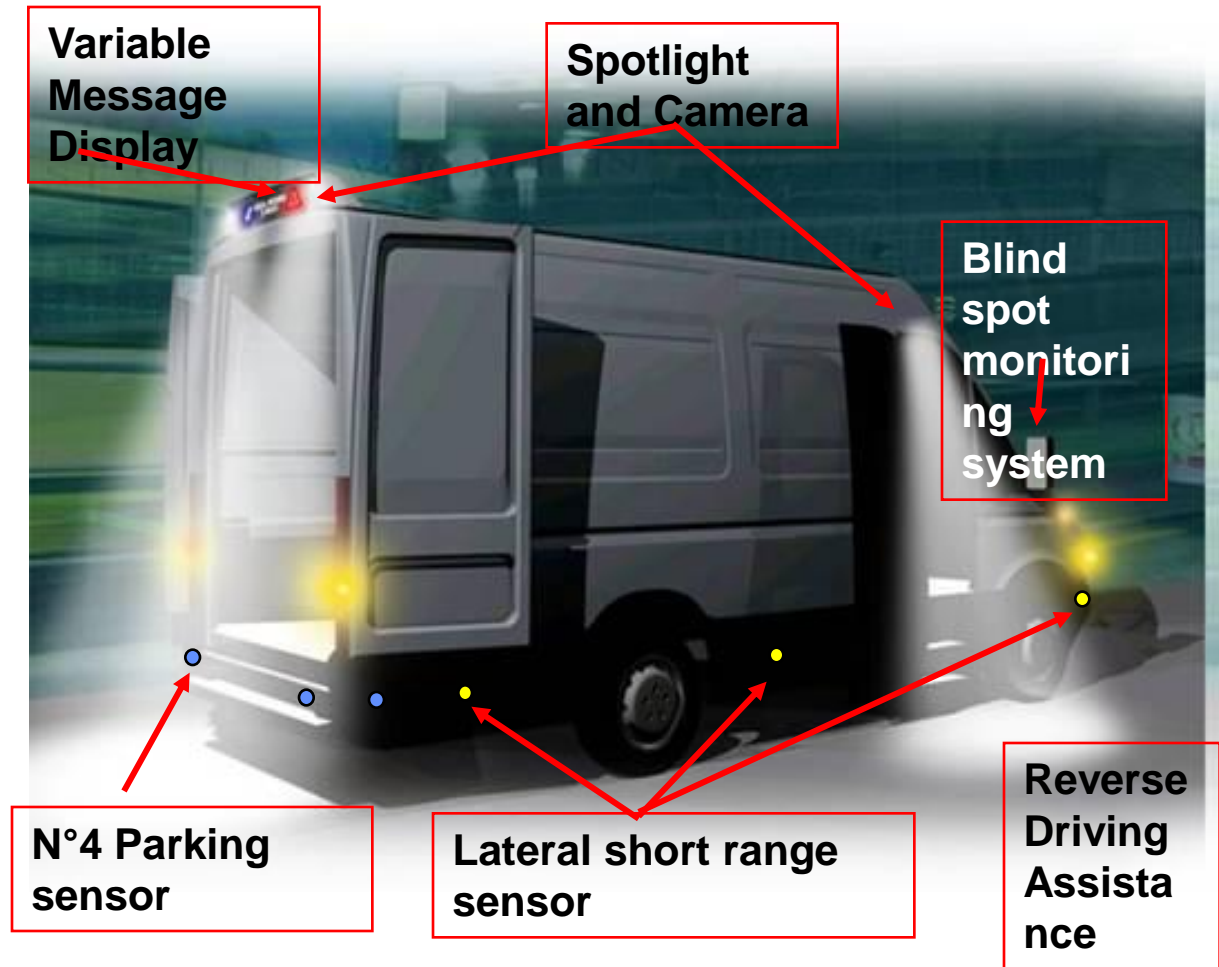 Variable
Message
Display
Spotlight
and Camera
Blind
spot
monitori
ng
system
N°4 Parking
sensor
Lateral short range
sensor
Reverse
Driving
Assista
nce